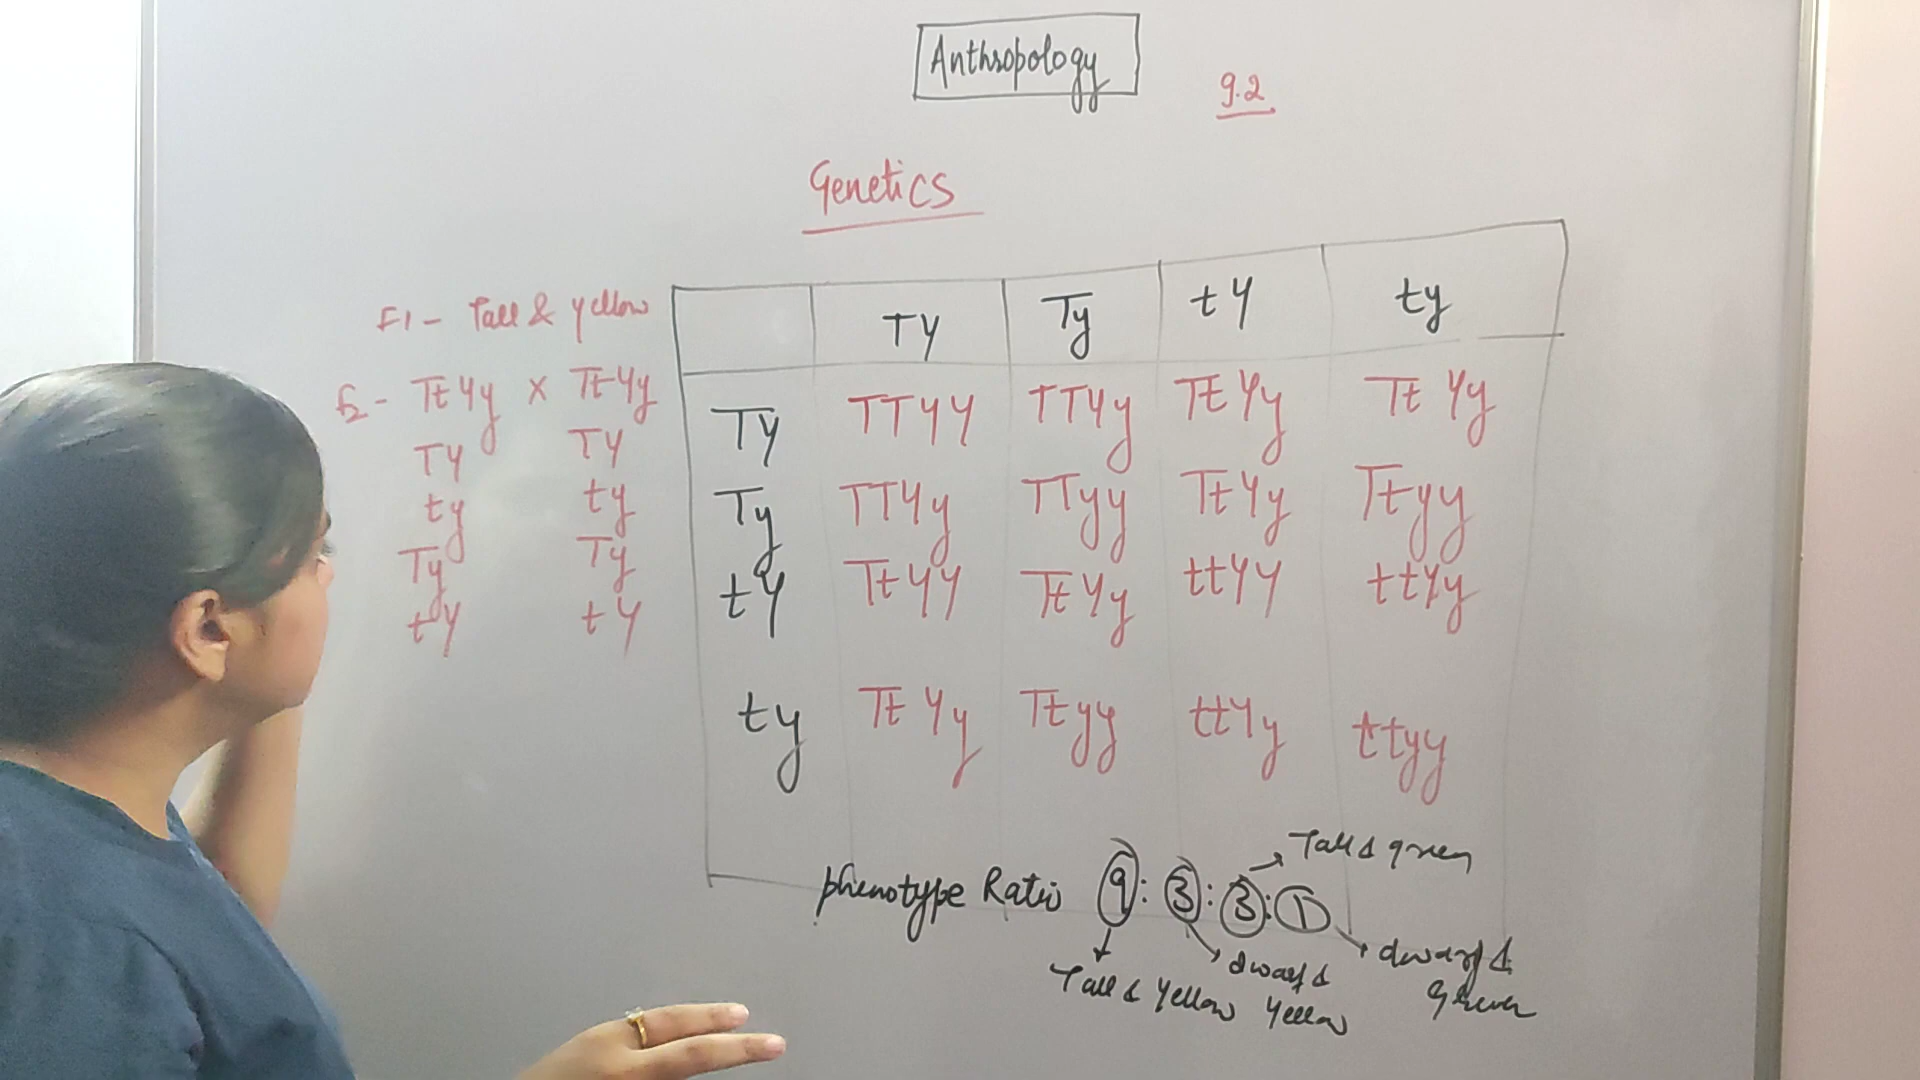 Anthropology
9.2
Genetics
F1 - Tall & yellow
F2 - TtYy x TtYy
TY TY
ty ty
Ty Ty
tY tY
TY Ty tY ty
TY TTYY TTYy TtYy TtYy
Ty TTYy TTyy TtYy Ttyy
tY TtYY TtYy ttYY ttYy
ty TtYy Ttyy ttYy ttyy
phenotype Ratio 9:3:3:1
Tall & green
Tall & Yellow
dwarf & Yellow
dwarf & green